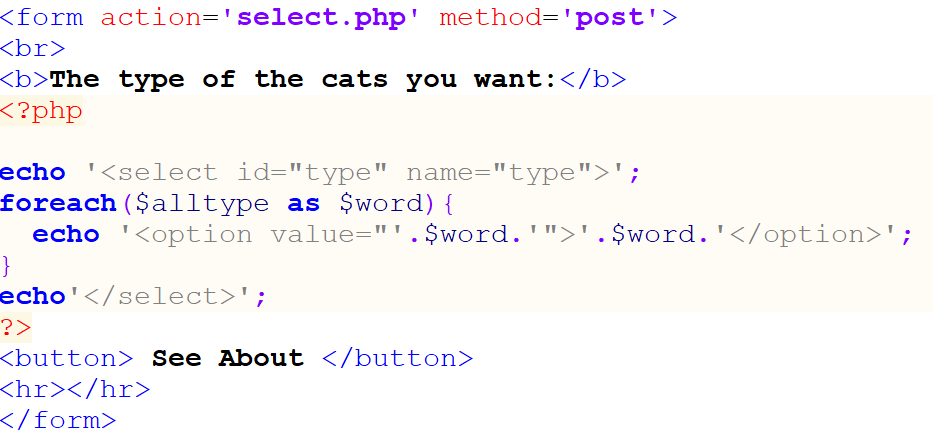 <form action='select.php' method='post'>
<br>
<b>The type of the cats you want:</b>
<?php
echo '<select id="type" name="type">';
foreach($alltype as $word){
  echo '<option value="'.$word.'">'.$word.'</option>';
}
echo'</select>';
?>
<button> See About </button>
<hr></hr>
</form>